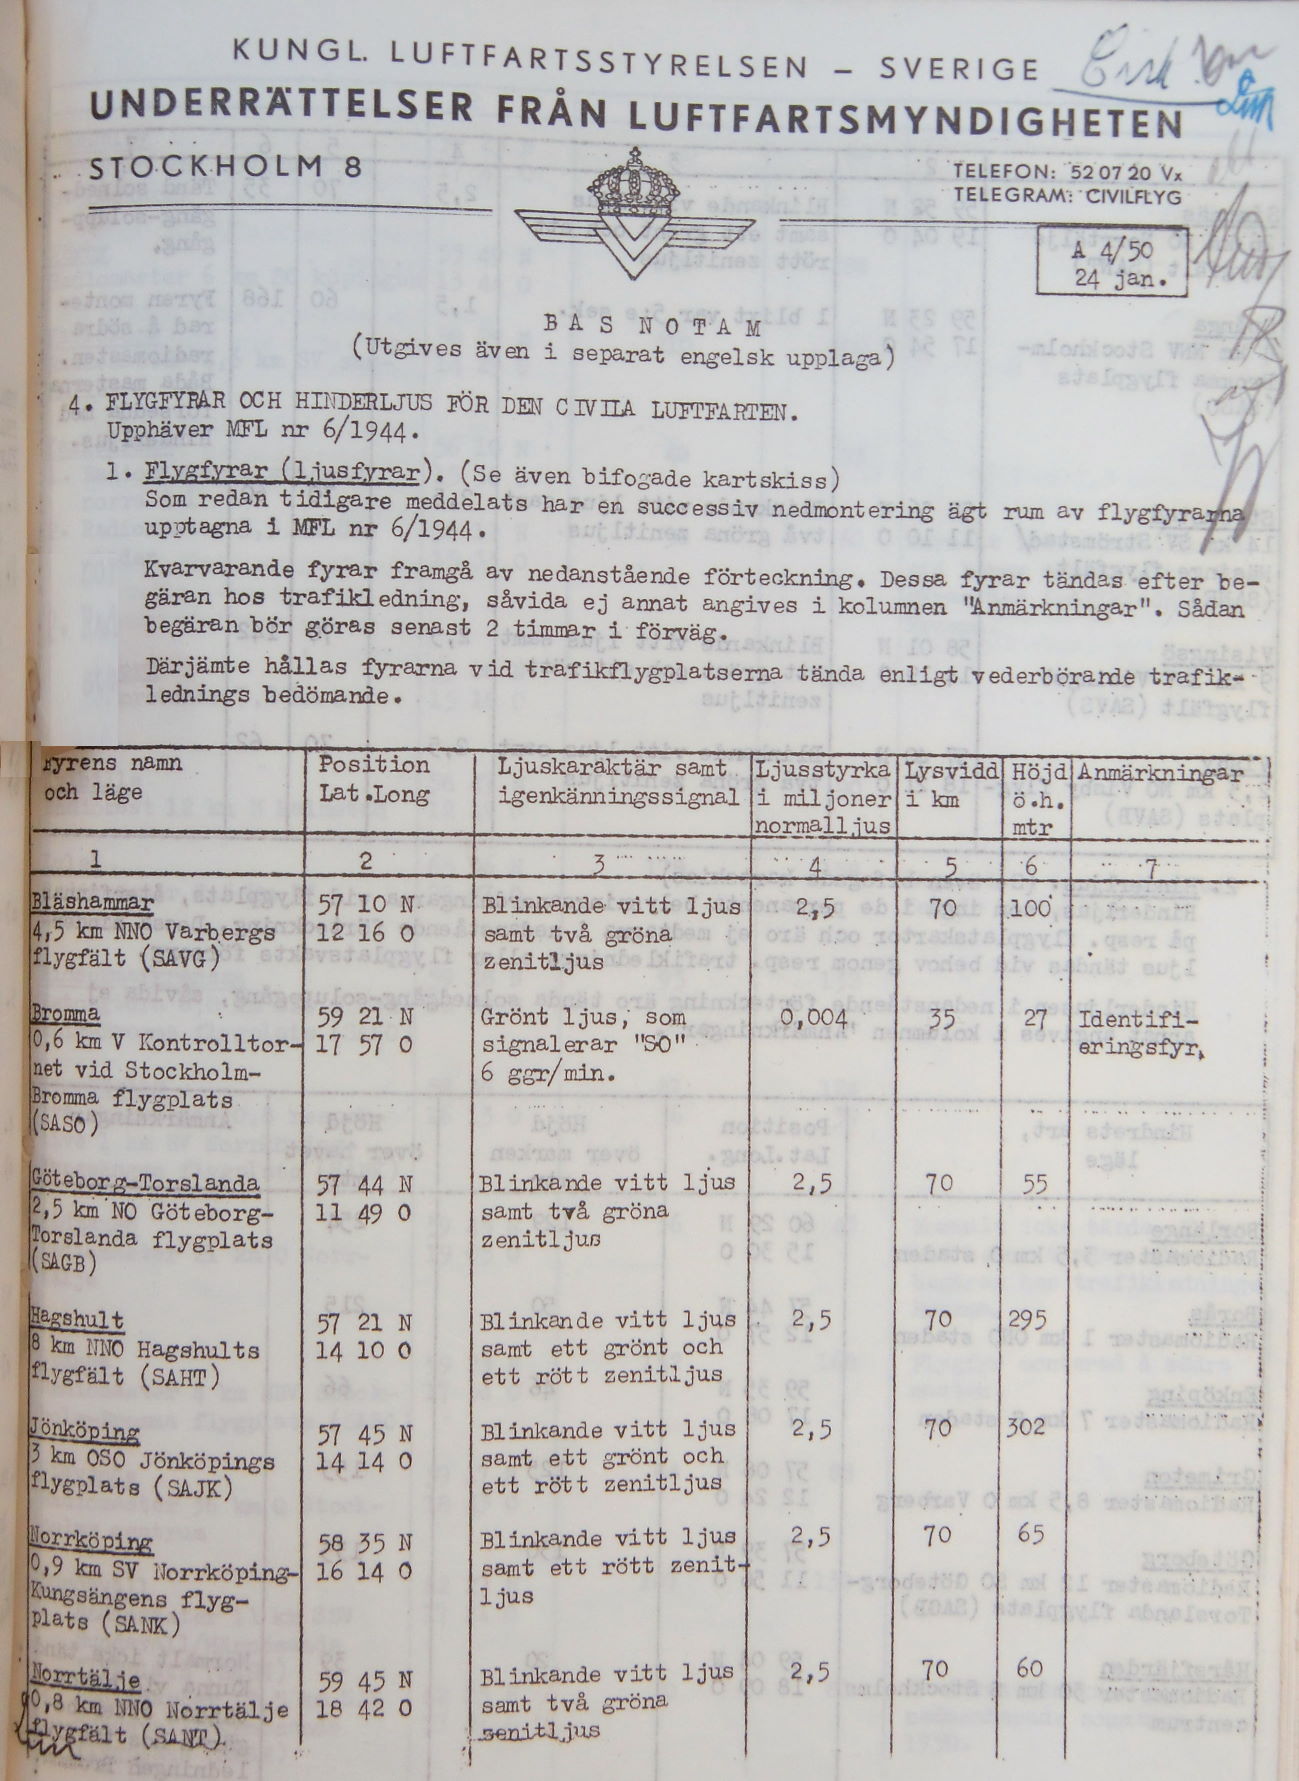 KUNGL. LUFTFARTSSTYRELSEN – SVERIGE
UNDERRÄTTELSER FRÅN LUFTFARTSMYNDIGHETEN
STOCKHOLM 8
TELEFON: 52 07 20 Vx
TELEGRAM: CIVILFLYG
A 4/50
24 jan.
BAS NOTAM
(Utgives även i separat engelsk upplaga)
4. FLYGFYRAR OCH HINDERLJUS FÖR DEN CIVILA LUFTFARTEN.
Upphäver MFL nr 6/1944.
1. Flygfyrar (ljusfyrar). (Se även bifogade kartskiss)
Som redan tidigare meddelats har en successiv nedmontering ägt rum av flygfyrarna
upptagna i MFL nr 6/1944.
Kvarvarande fyrar framgå av nedanstående förteckning. Dessa fyrar tändas efter be-
gäran hos trafikledning, såvida ej annat angives i kolumnen "Anmärkningar". Sådan
begäran bör göras senast 2 timmar i förväg.
Därjämte hållas fyrarna vid trafikflygplatserna tända enligt vederbörande trafik-
lednings bedömande.
Fyrens namn Position Ljuskaraktär samt Ljusstyrka Lysvidd Höjd Anmärkningar
och läge Lat.Long igenkänningssignal i miljoner i km ö.h.
normalljus mtr
1 2 3 4 5 6 7
Bläshammar 57 10 N Blinkande vitt ljus 2,5 70 100
4,5 km NNO Varbergs 12 16 O samt två gröna
flygfält (SAVG) zenitljus
Bromma 59 21 N Grönt ljus, som 0,004 35 27 Identifi-
0,6 km V Kontrolltor- 17 57 O signalerar "SO" eringsfyr.
net vid Stockholm- 6 ggr/min.
Bromma flygplats
(SASO)
Göteborg-Torslanda 57 44 N Blinkande vitt ljus 2,5 70 55
2,5 km NO Göteborg- 11 49 O samt två gröna
Torslanda flygplats zenitljus
(SAGB)
Hagshult 57 21 N Blinkande vitt ljus 2,5 70 295
8 km NNO Hagshults 14 10 O samt ett grönt och
flygfält (SAHT) ett rött zenitljus
Jönköping 57 45 N Blinkande vitt ljus 2,5 70 302
3 km OSO Jönköpings 14 14 O samt ett grönt och
flygplats (SAJK) ett rött zenitljus
Norrköping 58 35 N Blinkande vitt ljus 2,5 70 65
0,9 km SV Norrköping- 16 14 O samt ett rött zenit-
Kungsängens flyg- ljus
plats (SANK)
Norrtälje 59 45 N Blinkande vitt ljus 2,5 70 60
0,8 km NNO Norrtälje 18 42 O samt två gröna
flygfält (SANT). zenitljus